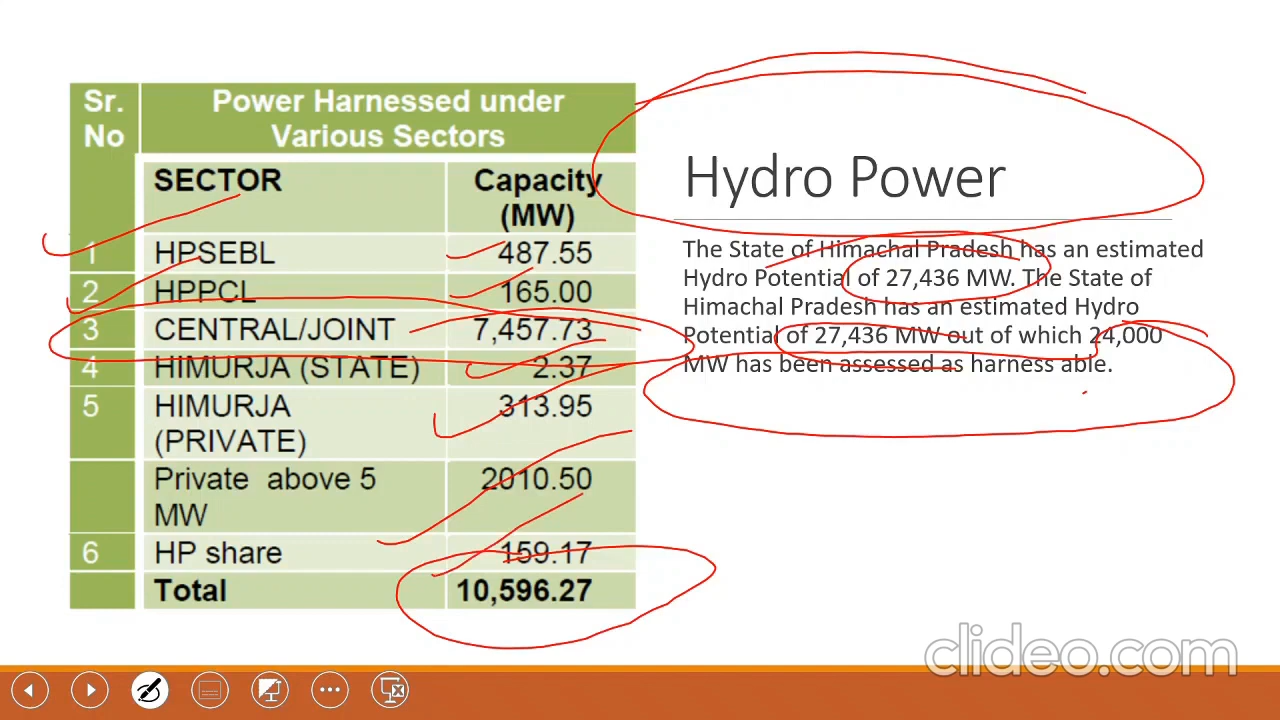 Sr. No
Power Harnessed under
Various Sectors
SECTOR
Capacity
(MW)
1 HPSEBL 487.55
2 HPPCL 165.00
3 CENTRAL/JOINT 7,457.73
4 HIMURJA (STATE) 2.37
5 HIMURJA 313.95
(PRIVATE)
Private above 5 2010.50
MW
6 HP share 159.17
Total 10,596.27
Hydro Power
The State of Himachal Pradesh has an estimated
Hydro Potential of 27,436 MW. The State of
Himachal Pradesh has an estimated Hydro
Potential of 27,436 MW out of which 24,000
MW has been assessed as harness able.
clideo.com